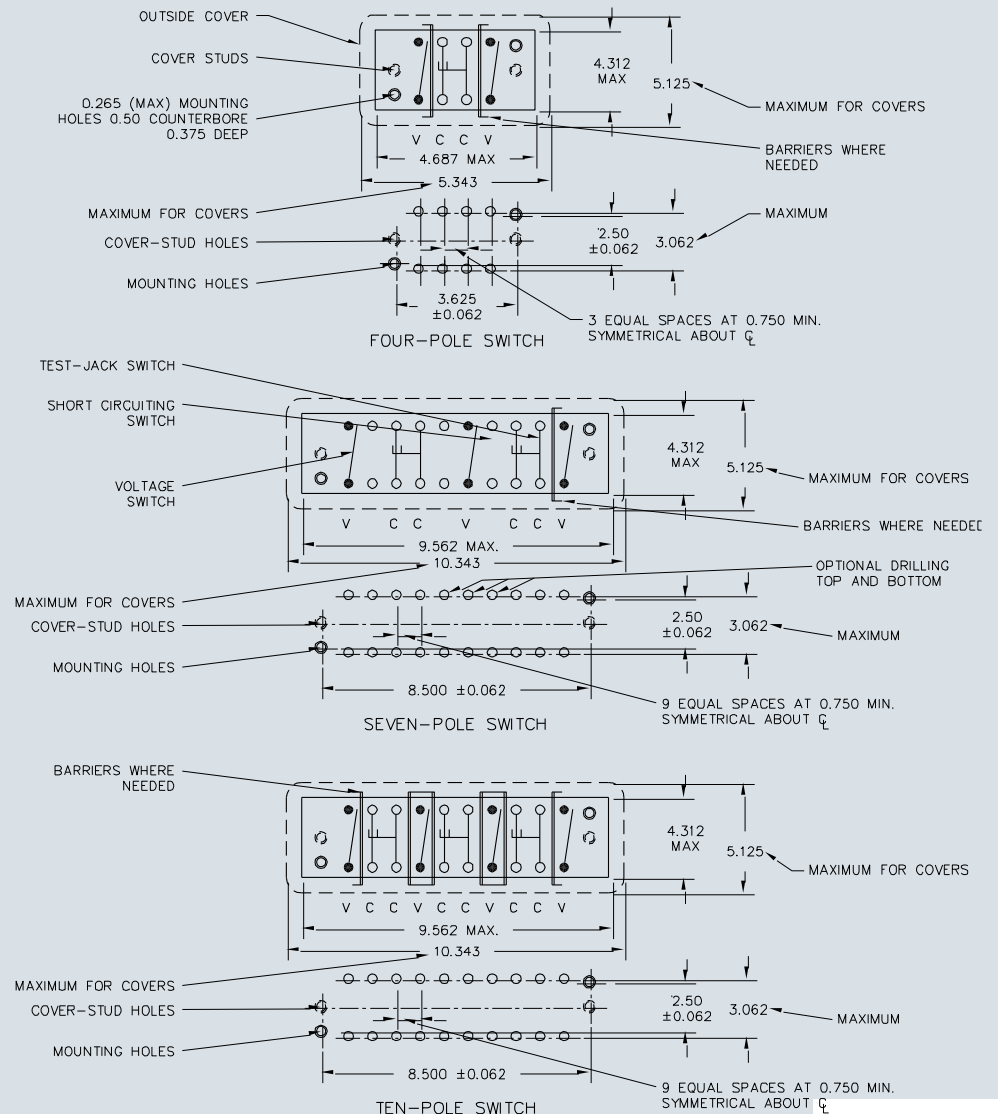 OUTSIDE COVER
COVER STUDS
0.265 (MAX) MOUNTING
HOLES 0.50 COUNTERBORE
0.375 DEEP
4.312
MAX
5.125
MAXIMUM FOR COVERS
BARRIERS WHERE
NEEDED
V C C V
4.687 MAX
5.343
MAXIMUM FOR COVERS
COVER-STUD HOLES
MOUNTING HOLES
2.50
±0.062
3.062
MAXIMUM
3.625
±0.062
3 EQUAL SPACES AT 0.750 MIN.
SYMMETRICAL ABOUT ℄
FOUR-POLE SWITCH
TEST-JACK SWITCH
SHORT CIRCUITING
SWITCH
VOLTAGE
SWITCH
4.312
MAX
5.125
MAXIMUM FOR COVERS
BARRIERS WHERE NEEDED
V C C V C C V
9.562 MAX.
10.343
OPTIONAL DRILLING
TOP AND BOTTOM
MAXIMUM FOR COVERS
COVER-STUD HOLES
MOUNTING HOLES
2.50
±0.062
3.062
MAXIMUM
8.500 ±0.062
9 EQUAL SPACES AT 0.750 MIN.
SYMMETRICAL ABOUT ℄
SEVEN-POLE SWITCH
BARRIERS WHERE
NEEDED
4.312
MAX
5.125
MAXIMUM FOR COVERS
V C C V C C V C C V
9.562 MAX.
10.343
MAXIMUM FOR COVERS
COVER-STUD HOLES
MOUNTING HOLES
2.50
±0.062
3.062
MAXIMUM
8.500 ±0.062
9 EQUAL SPACES AT 0.750 MIN.
SYMMETRICAL ABOUT ℄
TEN-POLE SWITCH